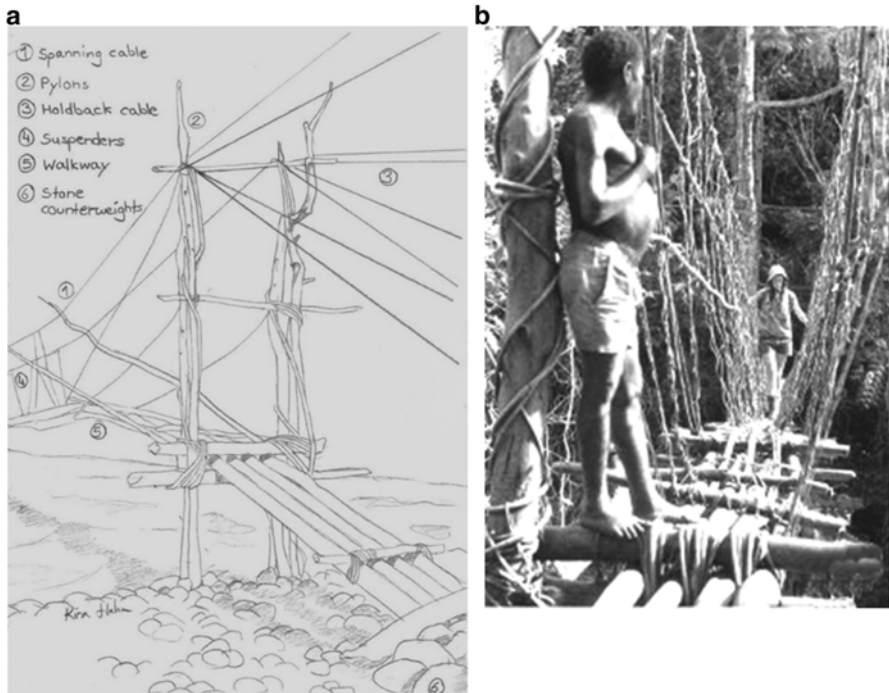 a
b
① Spanning cable
② Pylons
③ Holdback cable
④ Suspenders
⑤ Walkway
⑥ Stone
counterweights
②
③
①
④
⑤
Kira Hahn
⑥